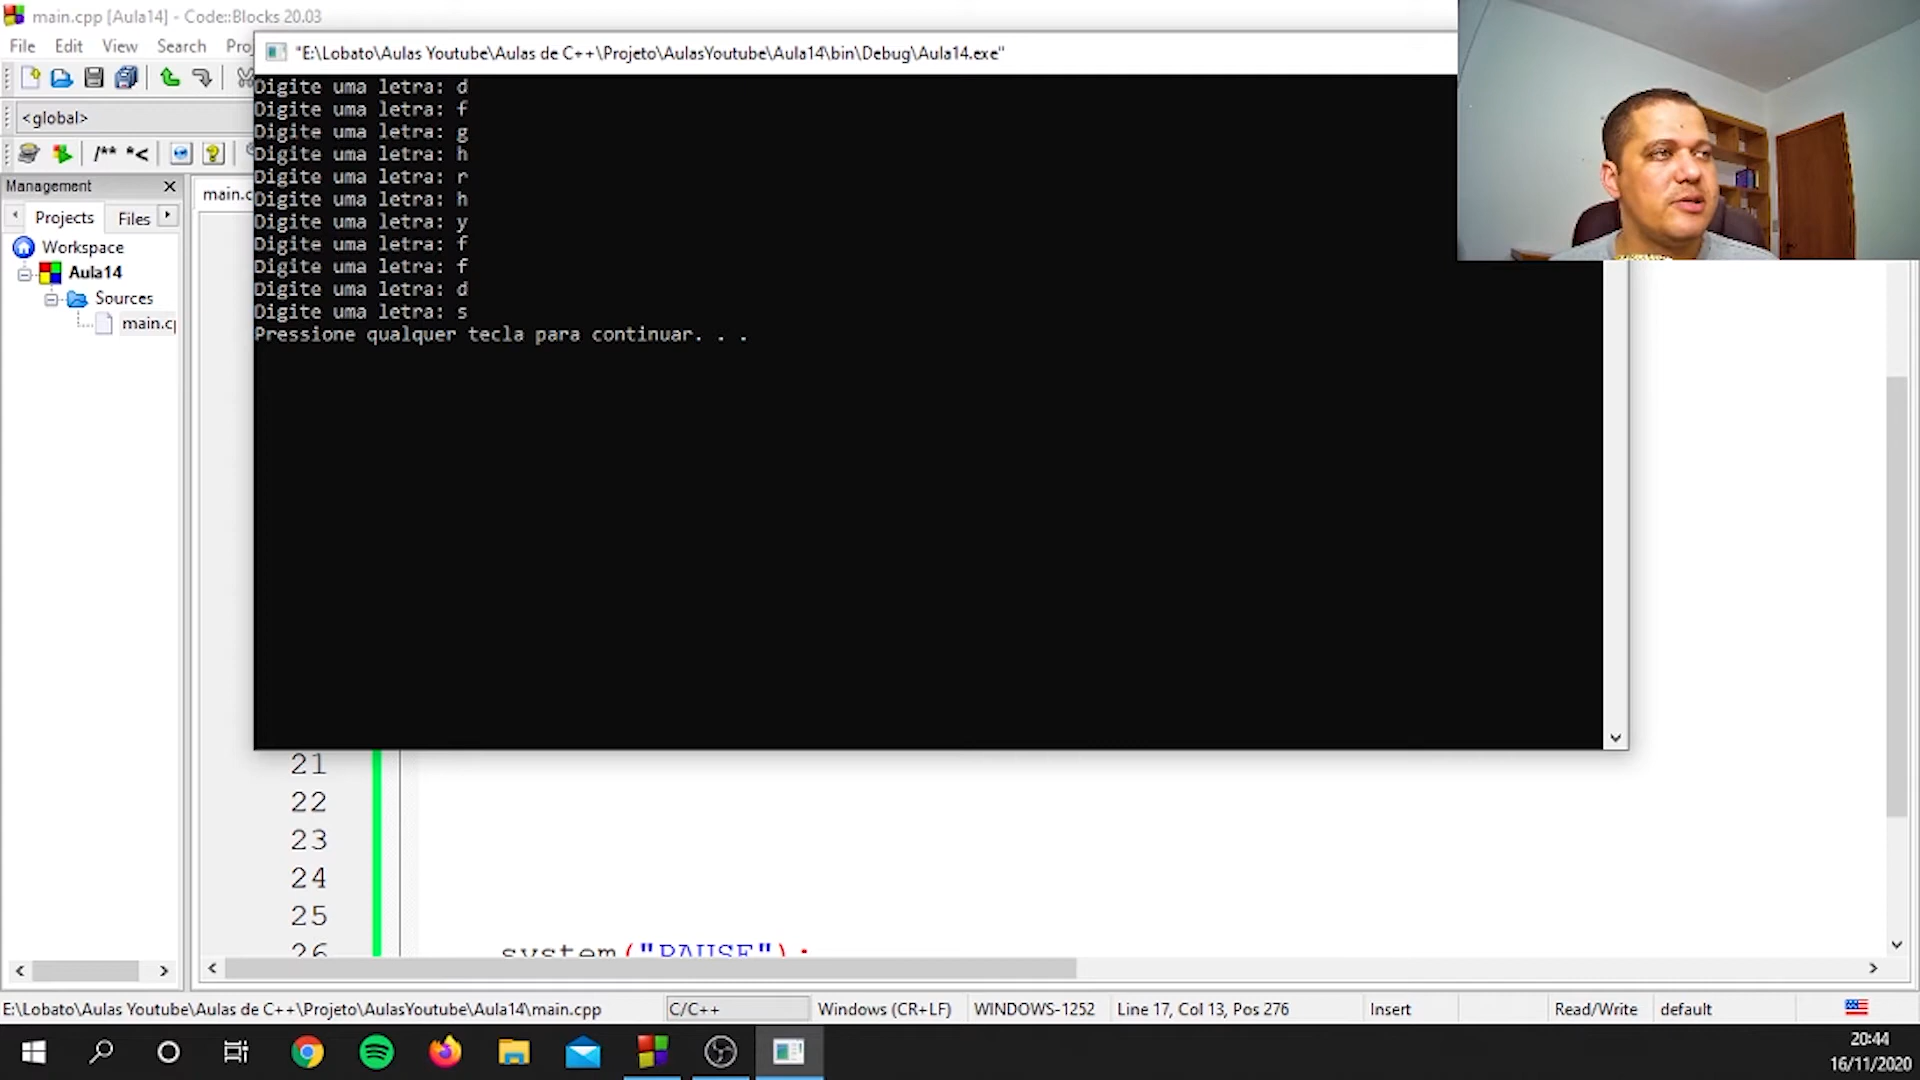 main.cpp [Aula14] - Code::Blocks 20.03
File Edit View Search
"E:\Lobato\Aulas Youtube\Aulas de C++\Projeto\AulasYoutube\Aula14\bin\Debug\Aula14.exe"
<global>
/** *<
Management
main.c
Projects Files
Workspace
Aula14
Sources
main.c
Digite uma letra: d
Digite uma letra: f
Digite uma letra: g
Digite uma letra: h
Digite uma letra: r
Digite uma letra: h
Digite uma letra: y
Digite uma letra: f
Digite uma letra: f
Digite uma letra: d
Digite uma letra: s
Pressione qualquer tecla para continuar. . .
21
22
23
24
25
26 system("PAUSE");
E:\Lobato\Aulas Youtube\Aulas de C++\Projeto\AulasYoutube\Aula14\main.cpp C/C++ Windows (CR+LF) WINDOWS-1252 Line 17, Col 13, Pos 276 Insert Read/Write default
20:44
16/11/2020